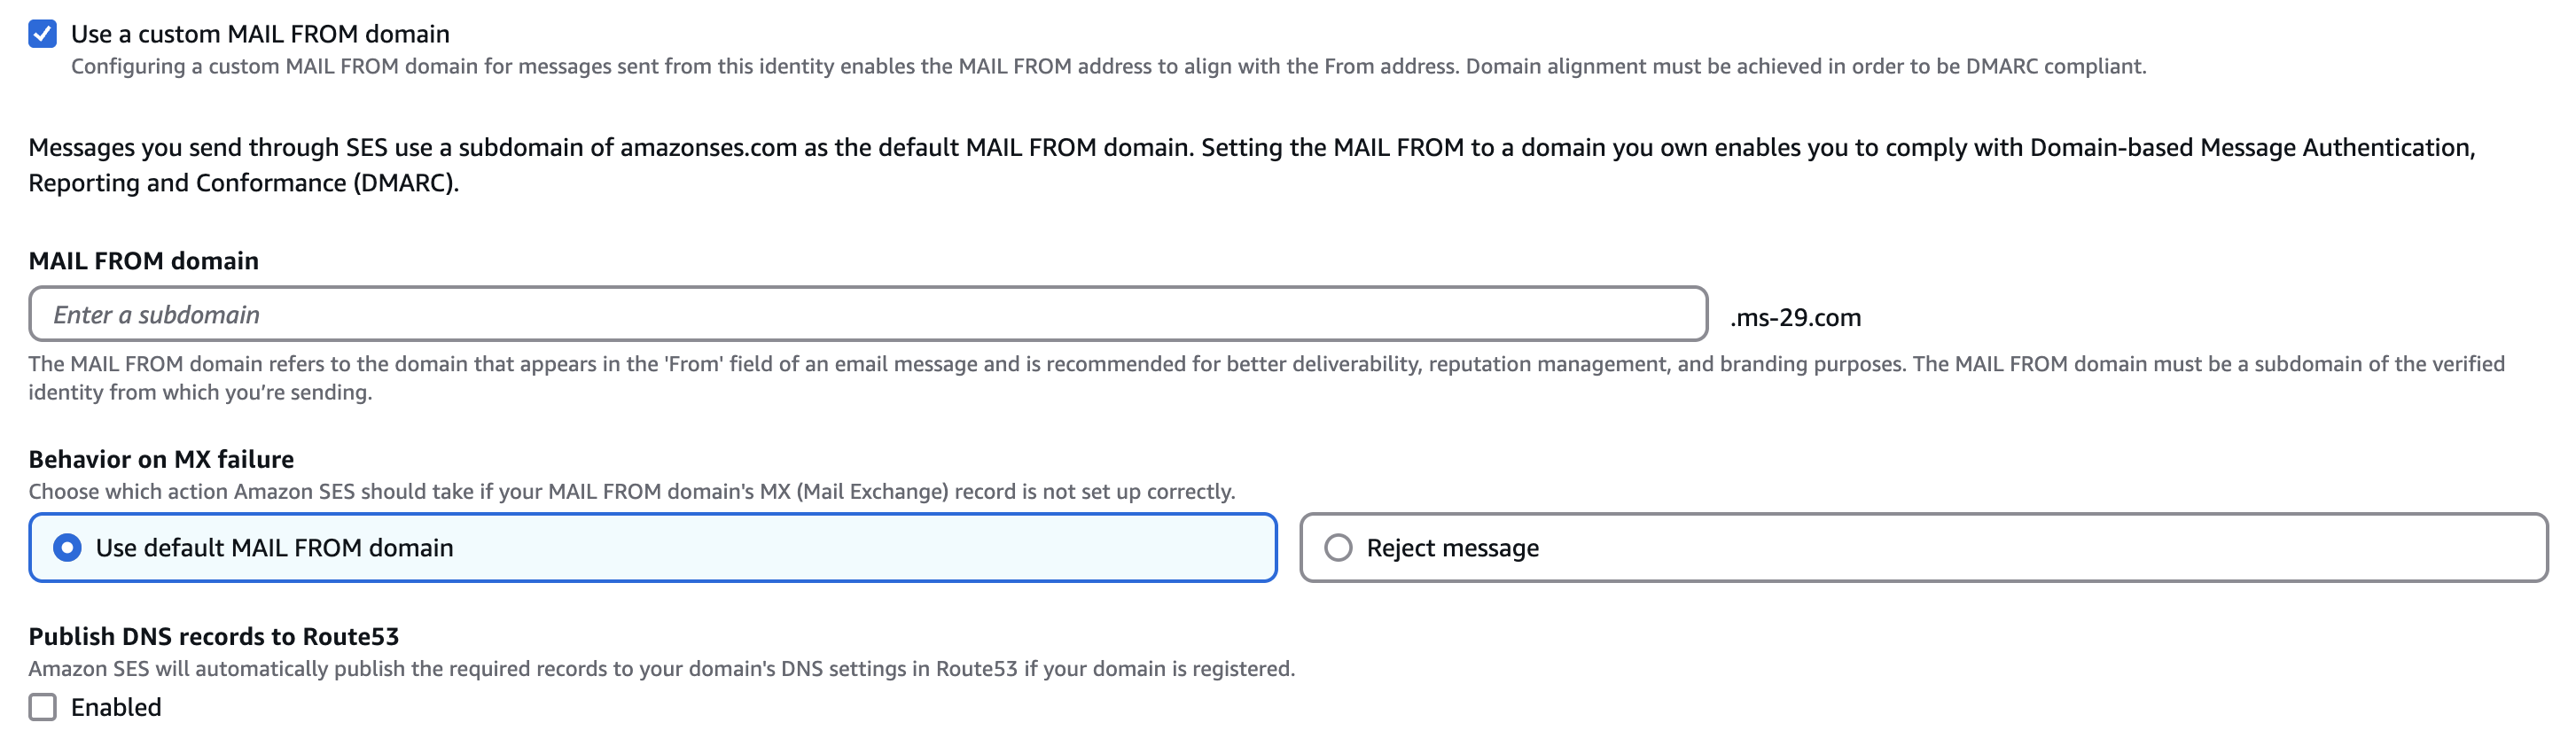 Use a custom MAIL FROM domain
Configuring a custom MAIL FROM domain for messages sent from this identity enables the MAIL FROM address to align with the From address. Domain alignment must be achieved in order to be DMARC compliant.
Messages you send through SES use a subdomain of amazonses.com as the default MAIL FROM domain. Setting the MAIL FROM to a domain you own enables you to comply with Domain-based Message Authentication,
Reporting and Conformance (DMARC).
MAIL FROM domain
Enter a subdomain .ms-29.com
The MAIL FROM domain refers to the domain that appears in the 'From' field of an email message and is recommended for better deliverability, reputation management, and branding purposes. The MAIL FROM domain must be a subdomain of the verified
identity from which you’re sending.
Behavior on MX failure
Choose which action Amazon SES should take if your MAIL FROM domain's MX (Mail Exchange) record is not set up correctly.
Use default MAIL FROM domain Reject message
Publish DNS records to Route53
Amazon SES will automatically publish the required records to your domain's DNS settings in Route53 if your domain is registered.
Enabled